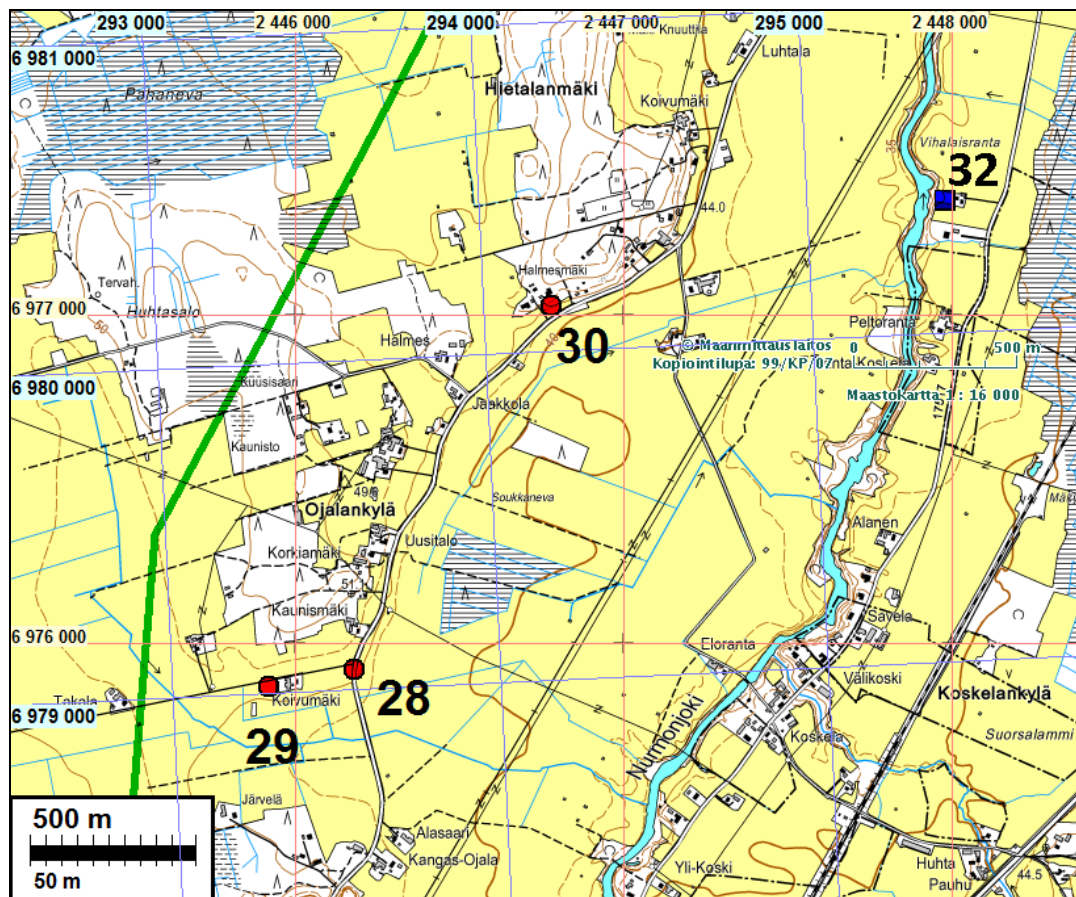 293 000 2 446 000 294 000 2 447 000 295 000 2 448 000
6 981 000
Luhtala
Pahaneva
Hietalanmäki
Koivumäki
Vihalaisranta
35
32
44.0
Halmesmäki
Tervah.
Huhtasalo
50
6 977 000
Peltoranta
Halmes
30
© Maanmittauslaitos 0 500 m
Kopiointilupa: 99/KP/07
Maastokartta 1 : 16 000
6 980 000
Kuusisaari
Jaakkola
Kaunisto
Soukkaneva
Ojalankylä
Alanen
Uusitalo
Korkiamäki
Kaunismäki
Savela
6 976 000
Eloranta
Välikoski
Koskelankylä
Koivumäki
28
6 979 000
29
Nurmonjoki
Koskela
Suorsalammi
Järvelä
500 m
50 m
Alasaari
Kangas-Ojala
Yli-Koski
Huhta
Pauhu
44.5